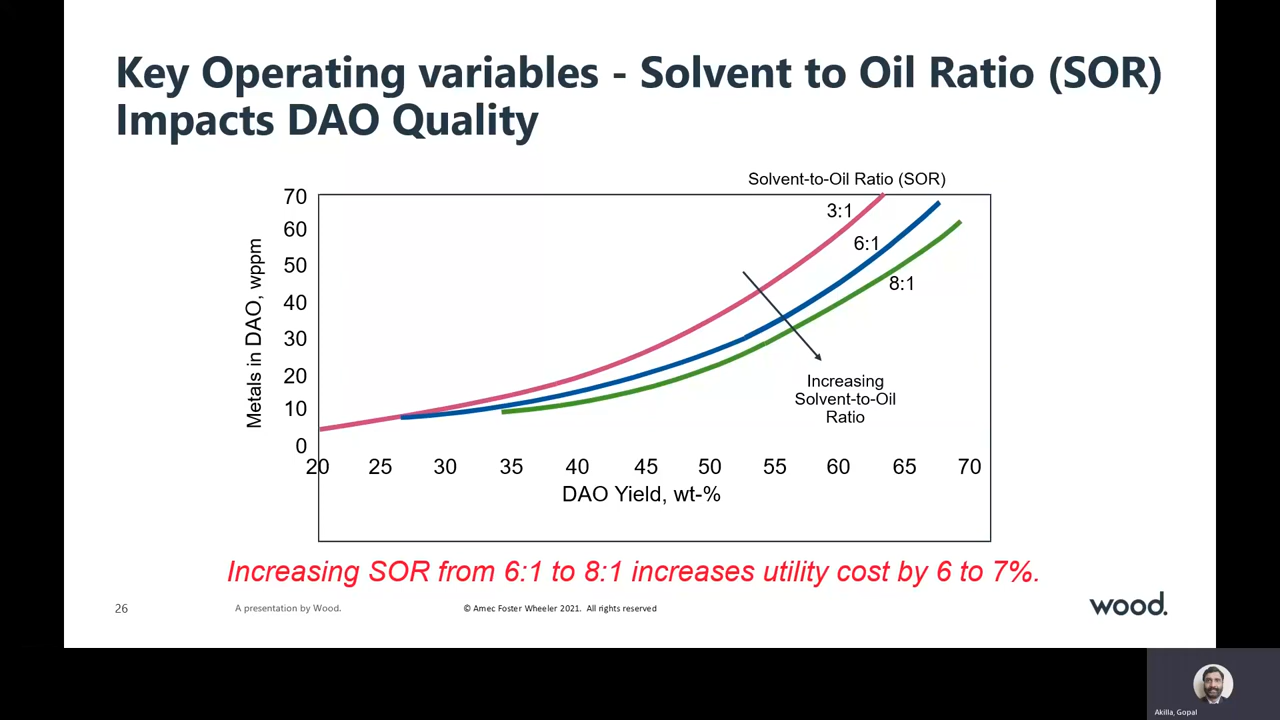 Key Operating variables - Solvent to Oil Ratio (SOR)
Impacts DAO Quality
Solvent-to-Oil Ratio (SOR)
70
60
50
40
30
20
10
0
Metals in DAO, wppm
3:1
6:1
8:1
Increasing
Solvent-to-Oil
Ratio
20 25 30 35 40 45 50 55 60 65 70
DAO Yield, wt-%
Increasing SOR from 6:1 to 8:1 increases utility cost by 6 to 7%.
26 A presentation by Wood. © Amec Foster Wheeler 2021. All rights reserved
wood.
Akilla, Gopal